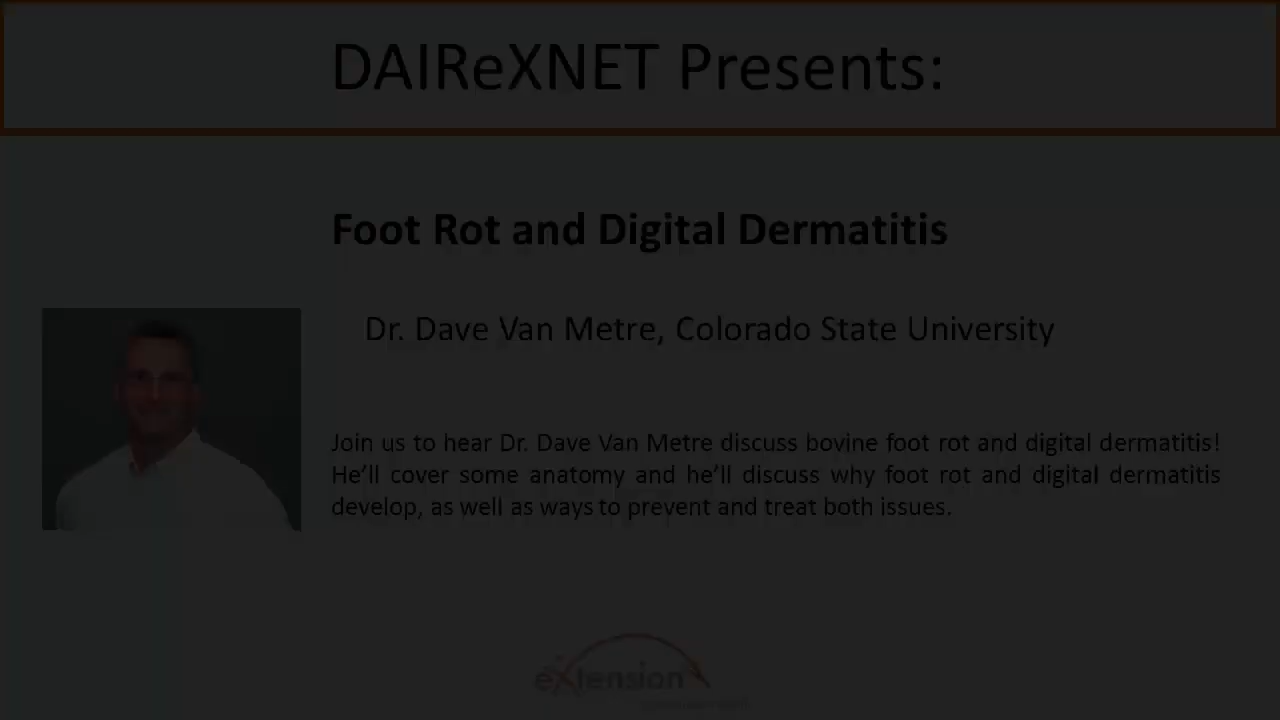 DAIReXNET Presents:
Foot Rot and Digital Dermatitis
Dr. Dave Van Metre, Colorado State University
Join us to hear Dr. Dave Van Metre discuss bovine foot rot and digital dermatitis!
He’ll cover some anatomy and he’ll discuss why foot rot and digital dermatitis
develop, as well as ways to prevent and treat both issues.
eXtension